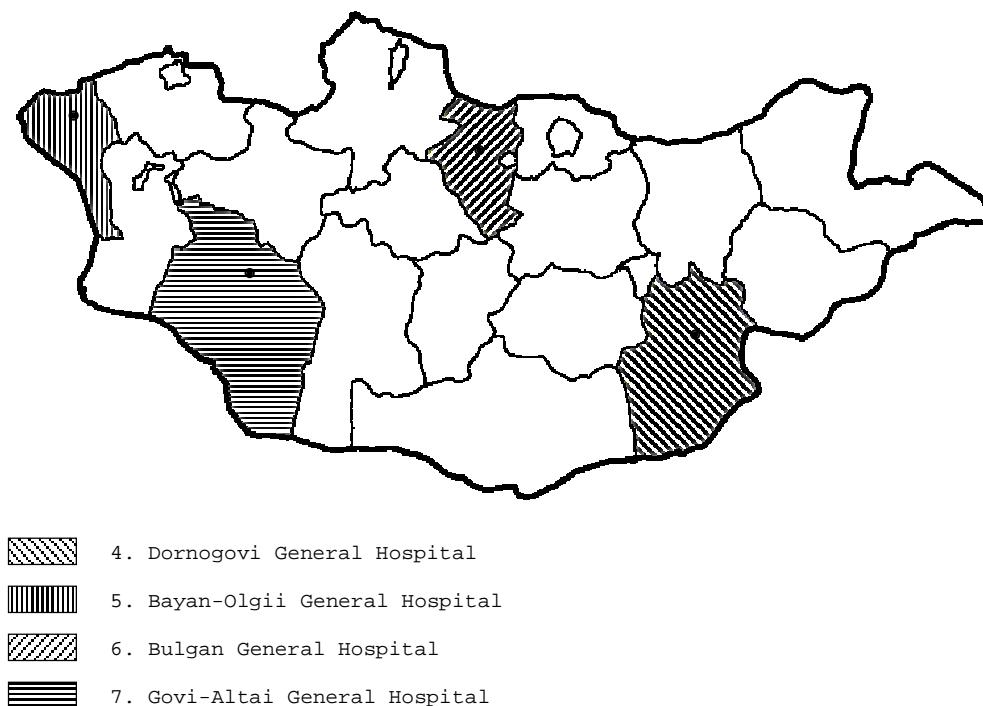 4. Dornogovi General Hospital
5. Bayan-Olgii General Hospital
6. Bulgan General Hospital
7. Govi-Altai General Hospital